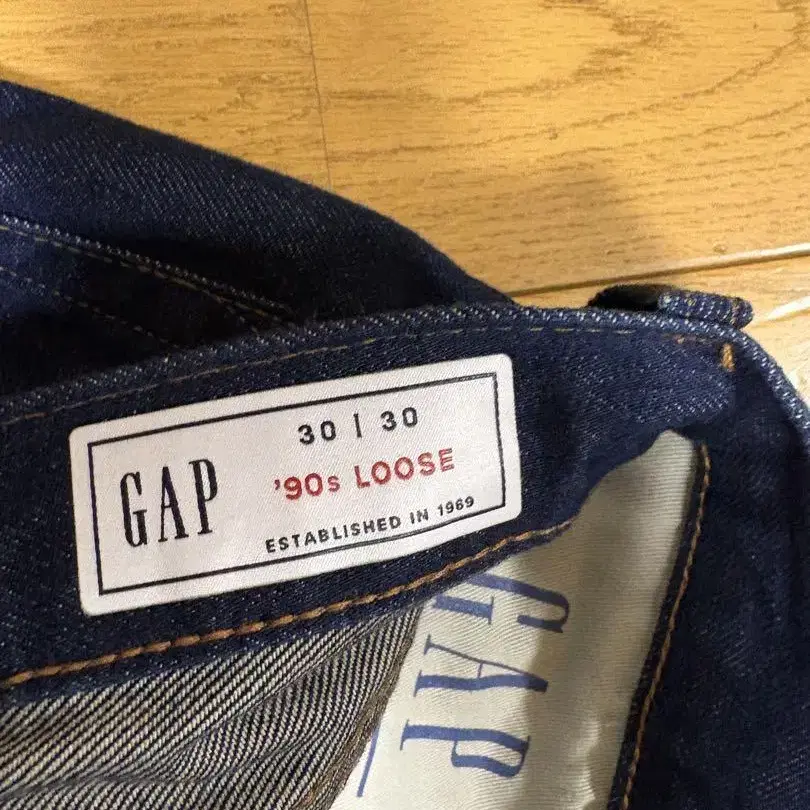 GAP
30 | 30
'90s LOOSE
ESTABLISHED IN 1969
GAP